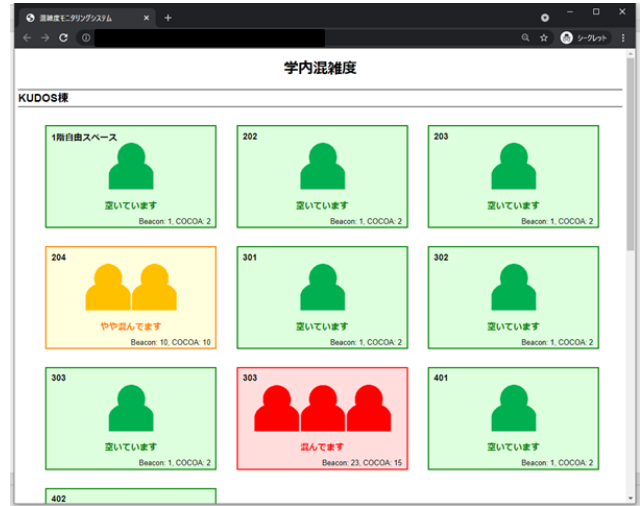 混雑度モニタリングシステム
シークレット
学内混雑度
KUDOS棟
1階自由スペース
空いています
Beacon: 1, COCOA: 2
202
空いています
Beacon: 1, COCOA: 2
203
空いています
Beacon: 1, COCOA: 2
204
やや混んでます
Beacon: 10, COCOA: 10
301
空いています
Beacon: 1, COCOA: 2
302
空いています
Beacon: 1, COCOA: 2
303
空いています
Beacon: 1, COCOA: 2
303
混んでます
Beacon: 23, COCOA: 15
401
空いています
Beacon: 1, COCOA: 2
402